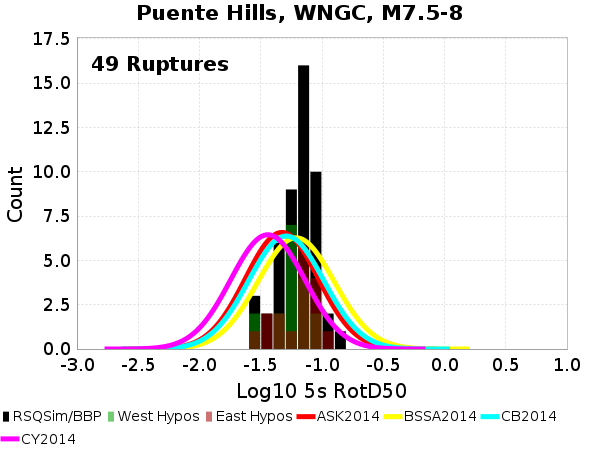 Puente Hills, WNGC, M7.5-8
49 Ruptures
Count
17.5
15.0
12.5
10.0
7.5
5.0
2.5
0.0
-3.0 -2.5 -2.0 -1.5 -1.0 -0.5 0.0 0.5 1.0
Log10 5s RotD50
RSQSim/BBP West Hypos East Hypos ASK2014 BSSA2014 CB2014
CY2014